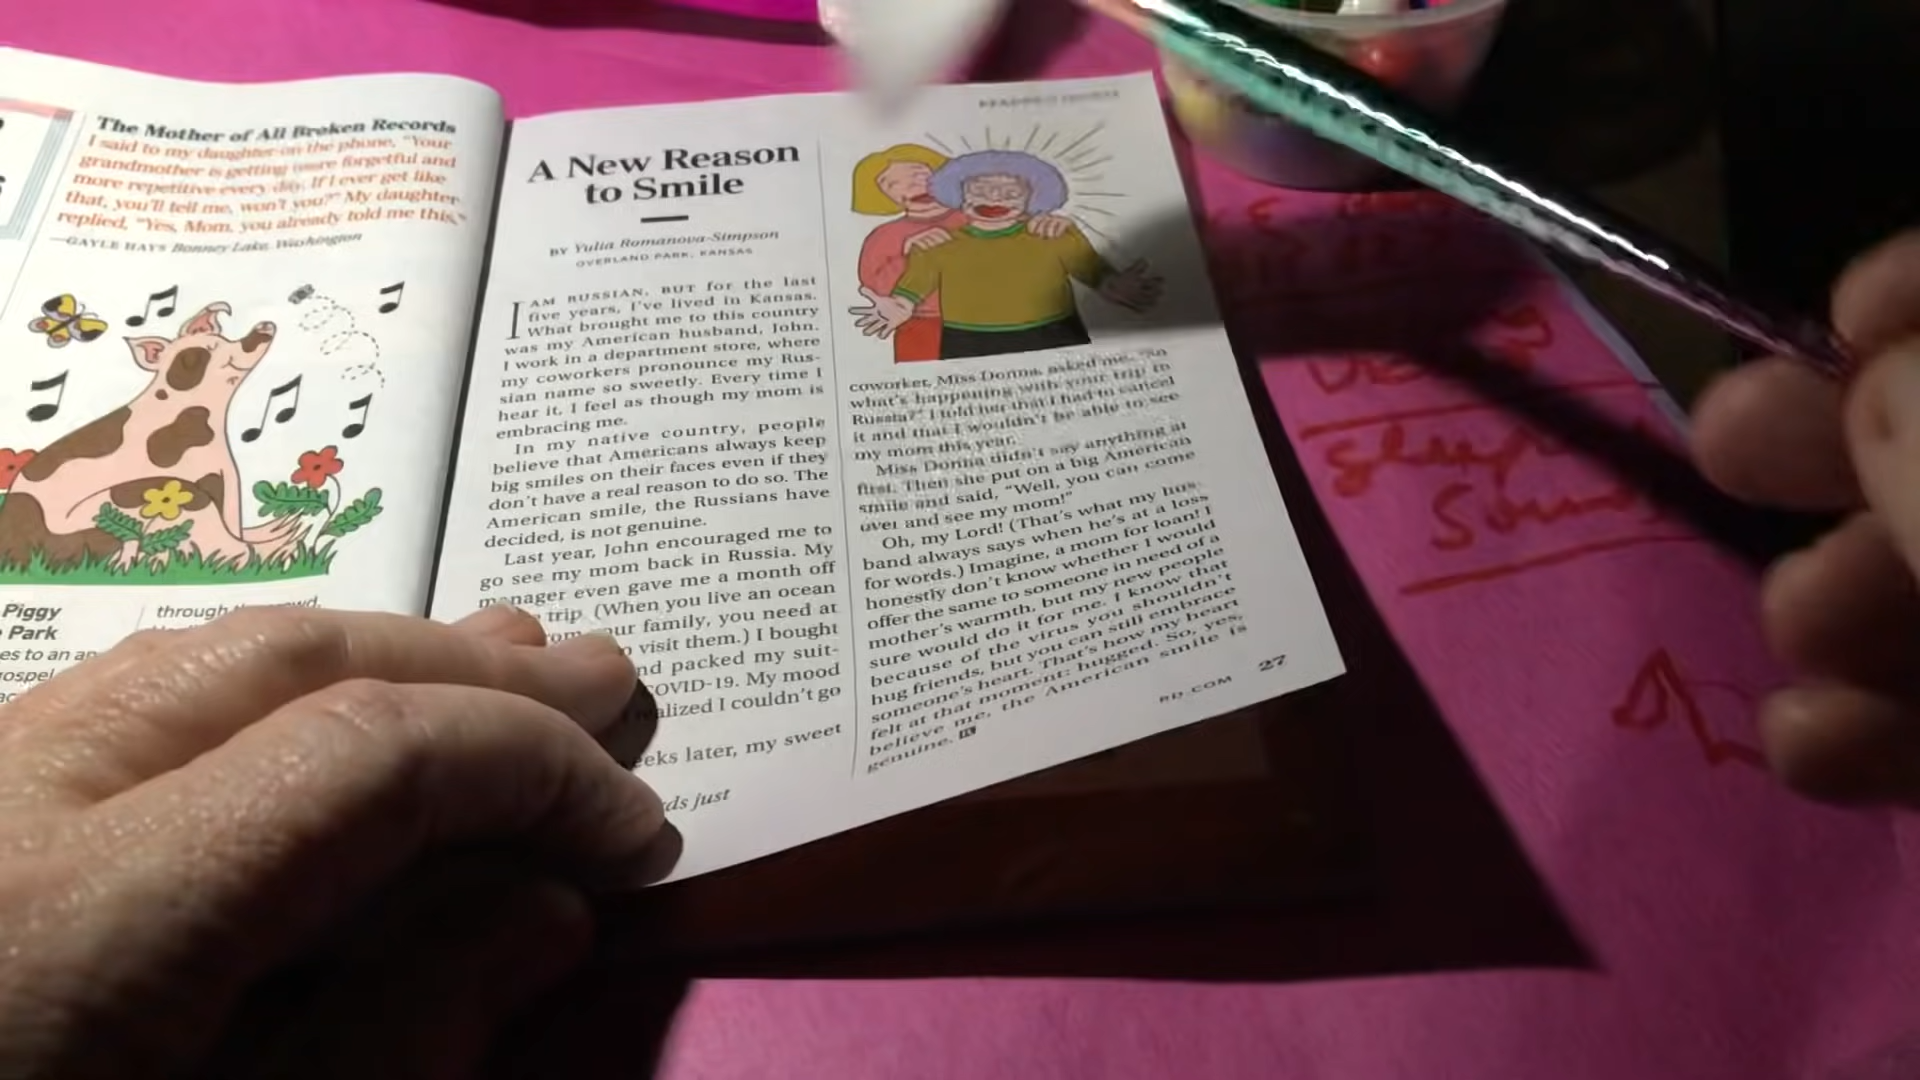 The Mother of All Broken Records
I said to my daughter on the phone, "Your
grandmother is getting more forgetful and
more repetitive every day. If I ever get like
that, you'll tell me, won't you?" My daughter
replied, "Yes, Mom, you already told me this."
—GAYLE HAYS Bonney Lake, Washington
Piggy
Park
es to an
ospel
through
A New Reason
to Smile
BY Yulia Romanova-Simpson
OVERLAND PARK, KANSAS
I AM RUSSIAN, BUT for the last
five years, I've lived in Kansas.
What brought me to this country
was my American husband, John.
I work in a department store, where
my coworkers pronounce my Rus-
sian name so sweetly. Every time I
hear it, I feel as though my mom is
embracing me.
In my native country, people
believe that Americans always keep
big smiles on their faces even if they
don't have a real reason to do so. The
American smile, the Russians have
decided, is not genuine.
Last year, John encouraged me to
go see my mom back in Russia. My
manager even gave me a month off
trip (When you live an ocean
our family, you need at
visit them.) I bought
nd packed my suit-
COVID-19. My mood
realized I couldn't go
eeks later, my sweet
ds just
READER'S DIGEST
coworker, Miss Donna, asked me, "So
what's happening with your trip to
Russia?" I told her that I had to cancel
it and that I wouldn't be able to see
my mom this year.
Miss Donna didn't say anything at
first. Then she put on a big American
smile and said, "Well, you can come
over and see my mom!"
Oh, my Lord! (That's what my hus-
band always says when he's at a loss
for words.) Imagine, a mom for loan! I
honestly don't know whether I would
offer the same to someone in need of a
mother's warmth, but my new people
sure would do it for me. I know that
because of the virus you shouldn't
hug friends, but you can still embrace
someone's heart. That's how my heart
felt at that moment: hugged. So, yes,
believe me, the American smile is
genuine. RD
RD.COM 27